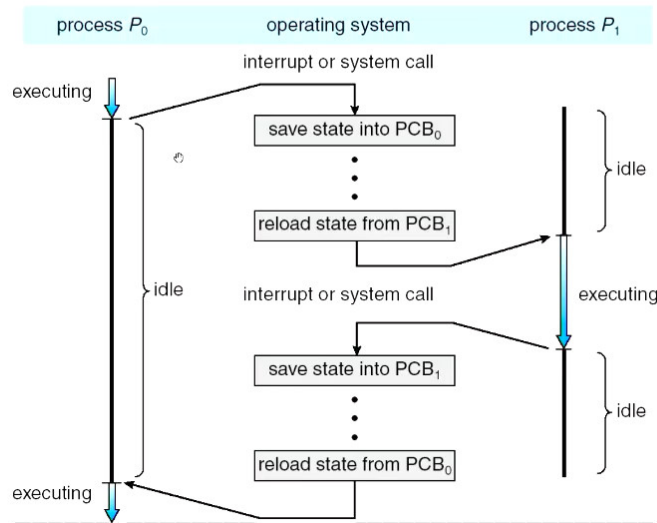 process P₀ operating system process P₁
interrupt or system call
executing
save state into PCB₀
idle
reload state from PCB₁
idle
interrupt or system call
executing
save state into PCB₁
idle
reload state from PCB₀
executing